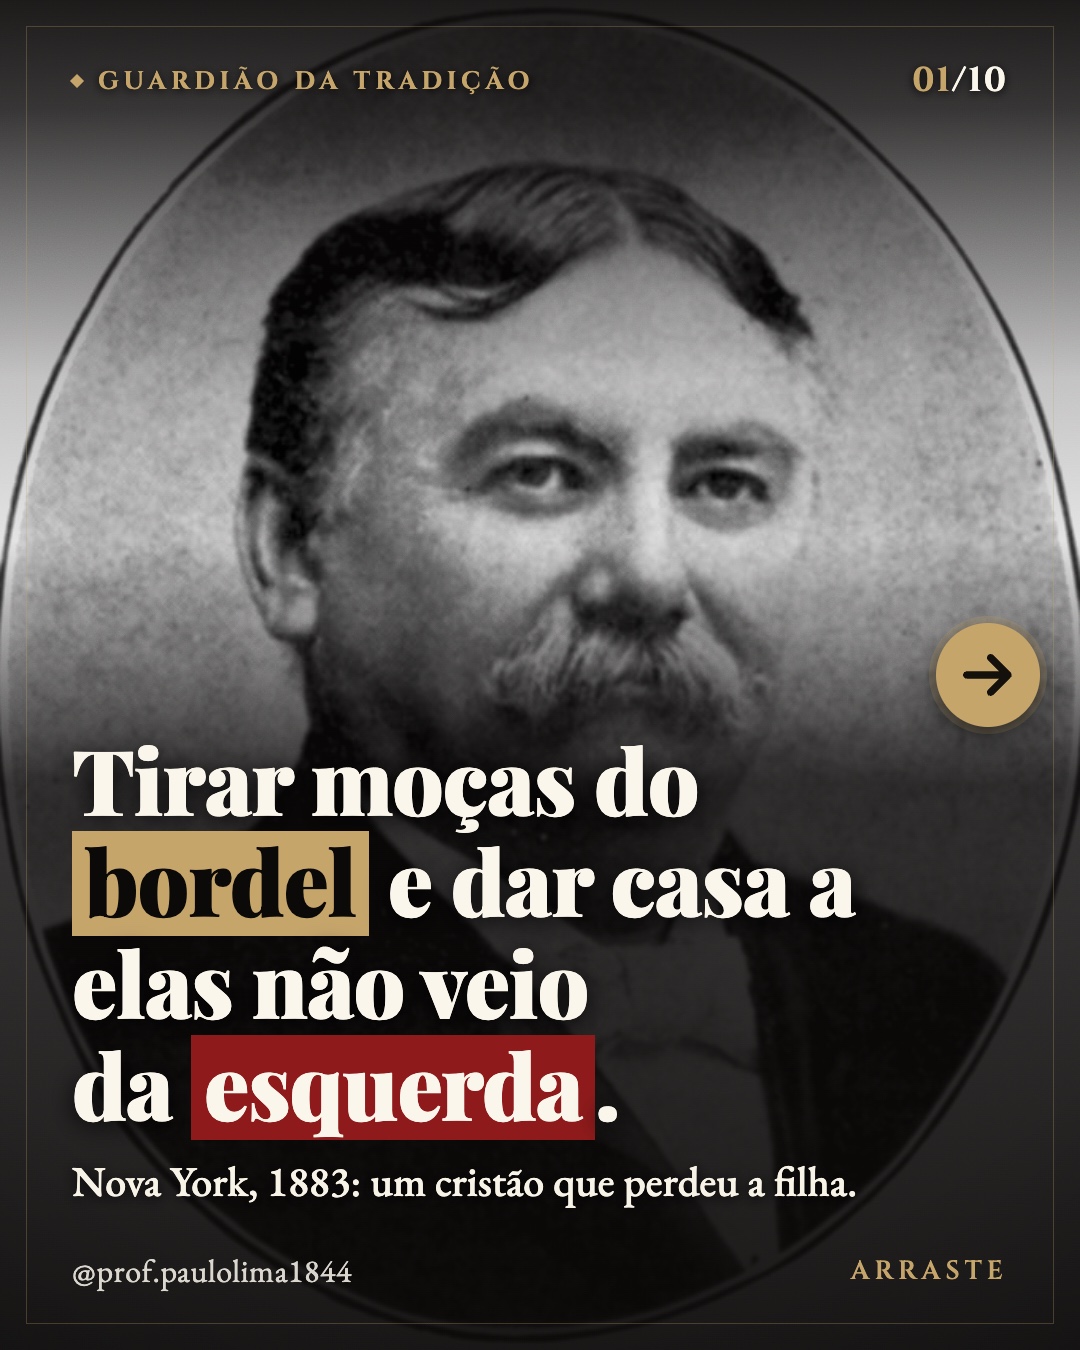 ◆ GUARDIÃO DA TRADIÇÃO
01/10
Tirar moças do
bordel e dar casa a
elas não veio
da esquerda.
Nova York, 1883: um cristão que perdeu a filha.
@prof.paulolima1844
ARRASTE